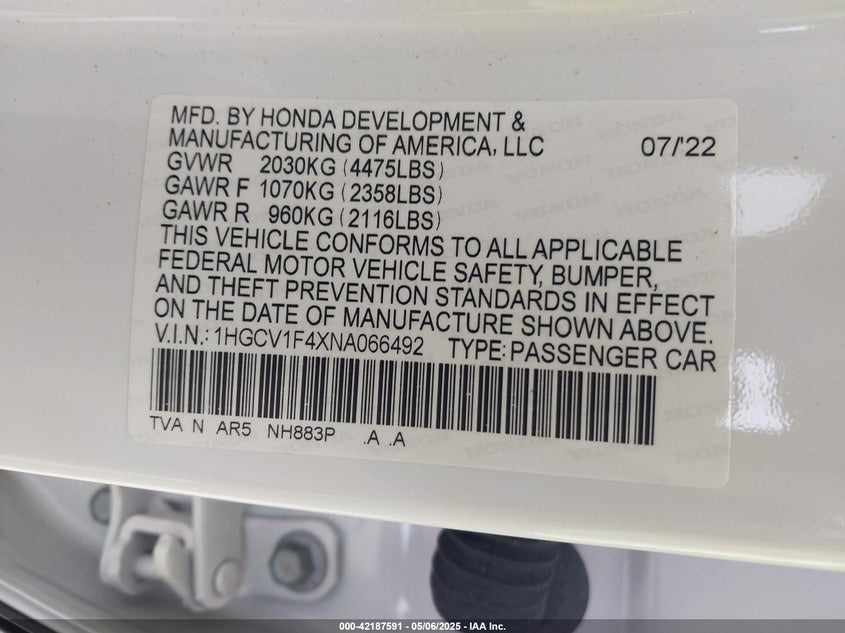 MFD. BY HONDA DEVELOPMENT &
MANUFACTURING OF AMERICA, LLC 07/'22
GVWR 2030KG (4475LBS)
GAWR F 1070KG (2358LBS)
GAWR R 960KG (2116LBS)
THIS VEHICLE CONFORMS TO ALL APPLICABLE
FEDERAL MOTOR VEHICLE SAFETY, BUMPER,
AND THEFT PREVENTION STANDARDS IN EFFECT
ON THE DATE OF MANUFACTURE SHOWN ABOVE.
V.I.N.: 1HGCV1F4XNA066492 TYPE: PASSENGER CAR
TVA N AR5 NH883P .A .A
000-42187591 - 05/06/2025 - IAA Inc.